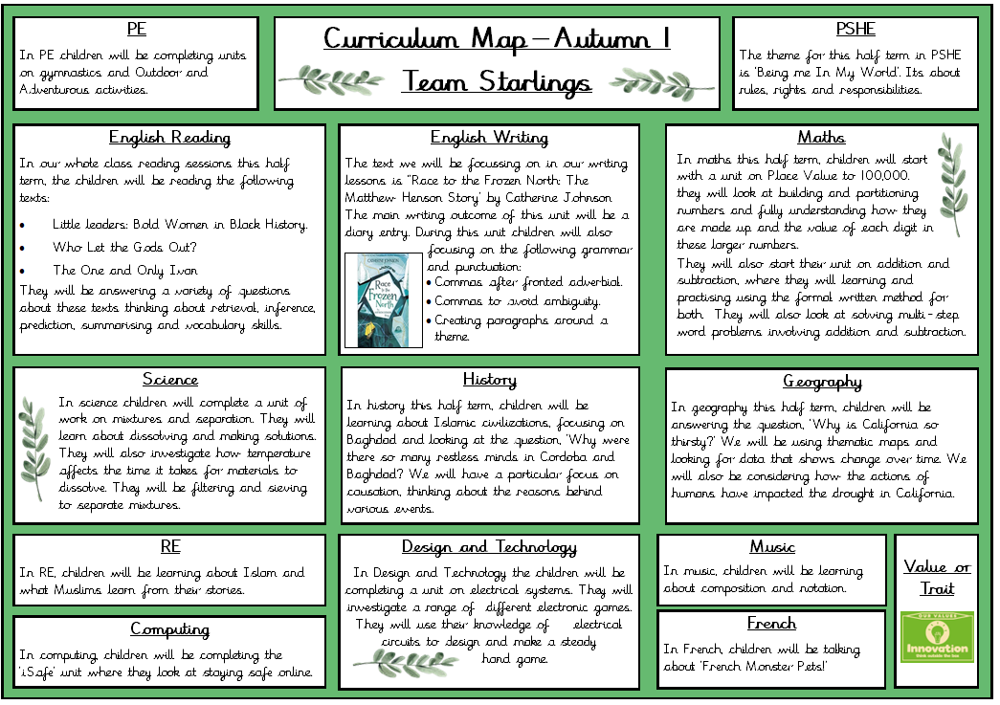 PE
In PE children will be completing units
on gymnastics and Outdoor and
Adventurous activities.
Curriculum Map – Autumn 1
Team Starlings
PSHE
The theme for this half term in PSHE
is 'Being me In My World'. Its about
rules, rights and responsibilities.
English Reading
In our whole class reading sessions this half
term, the children will be reading the following
texts:
• Little leaders: Bold Women in Black History.
• Who Let the Gods Out?
• The One and Only Ivan
They will be answering a variety of questions
about these texts thinking about retrieval, inference,
prediction, summarising and vocabulary skills.
English Writing
The text we will be focussing on in our writing
lessons is "Race to the Frozen North: The
Matthew Henson Story' by Catherine Johnson
The main writing outcome of this unit will be a
diary entry. During this unit children will also
focusing on the following grammar
and punctuation:
• Commas after fronted adverbial.
• Commas to avoid ambiguity.
• Creating paragraphs around a
theme.
Race
to the
Frozen
North
Maths
In maths this half term, children will start
with a unit on Place Value to 100,000.
they will look at building and partitioning
numbers and fully understanding how they
are made up and the value of each digit in
these larger numbers.
They will also start their unit on addition and
subtraction, where they will learning and
practising using the formal written method for
both. They will also look at solving multi-step
word problems involving addition and subtraction.
Science
In science children will complete a unit of
work on mixtures and separation. They will
learn about dissolving and making solutions.
They will also investigate how temperature
affects the time it takes for materials to
dissolve. They will be filtering and sieving
to separate mixtures.
History
In history this half term, children will be
learning about Islamic civilizations, focusing on
Baghdad and looking at the question, 'Why were
there so many restless minds in Cordoba and
Baghdad? We will have a particular focus on
causation, thinking about the reasons behind
various events.
Geography
In geography this half term, children will be
answering the question, 'Why is California so
thirsty?' We will be using thematic maps and
looking for data that shows change over time. We
will also be considering how the actions of
humans have impacted the drought in California.
RE
In RE, children will be learning about Islam and
what Muslims learn from their stories.
Computing
In computing, children will be completing the
'iSafe' unit where they look at staying safe online.
Design and Technology
In Design and Technology the children will be
completing a unit on electrical systems. They will
investigate a range of different electronic games.
They will use their knowledge of electrical
circuits to design and make a steady
hand game.
Music
In music, children will be learning
about composition and notation.
French
In French, children will be talking
about 'French Monster Pets!'
Value or
Trait
OUR VALUES
Innovation
think outside the box